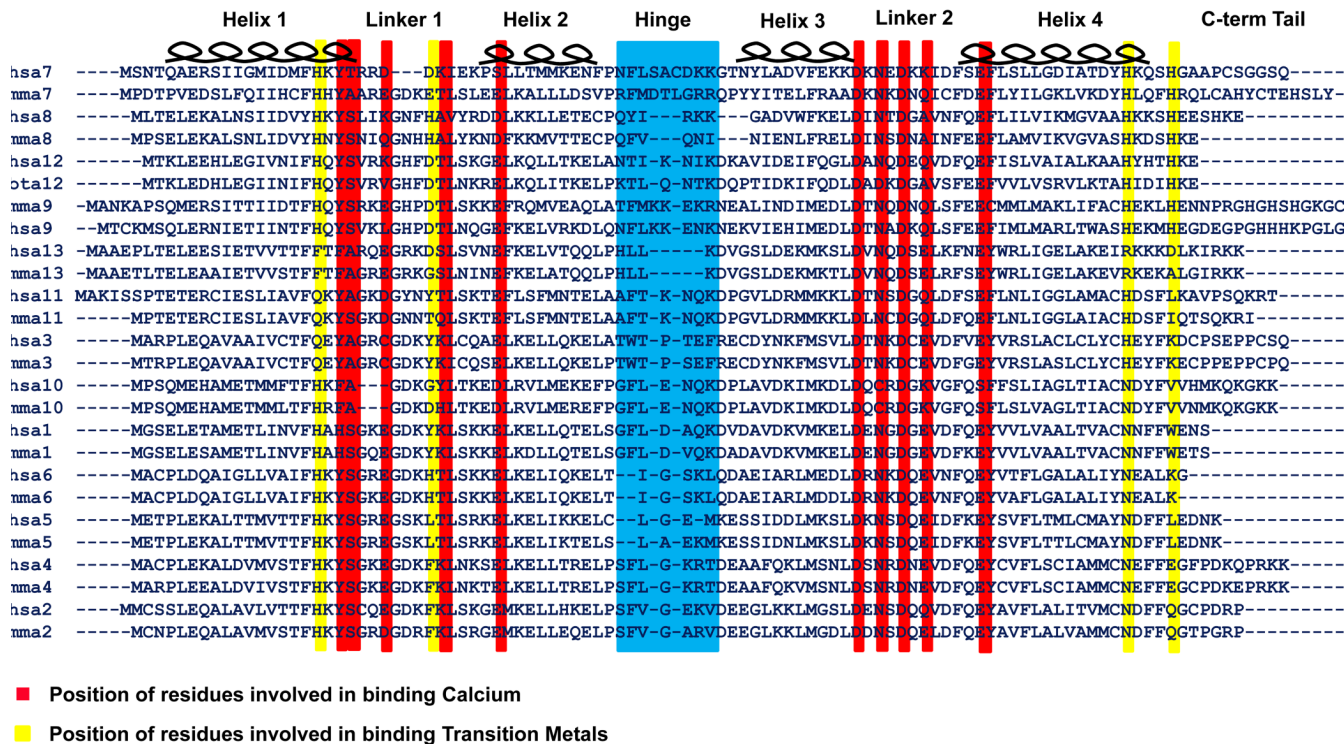 Helix 1 Linker 1 Helix 2 Hinge Helix 3 Linker 2 Helix 4 C-term Tail
hsa7 ----MSNTQAERSIIGMIDMFHKYTRRD---DKIEKPSLLTMMKENFPNFLSACDKKGTNYLADVFEKKDKNEDKKIDFSEFLSLLGDIATDYHKQSHGAAPCSGGSQ-----
mma7 ----MPDTPVEDSLFQIIHCFHHYAAREGDKETLSLEELKALLLDSVPRFMDTLGRRQPYYITELFRAADKNKDNQICFDEFLYILGKLVKDYHLQFHRQLCAHYCTEHSLY-
hsa8 -----MLTELEKALNSIIDVYHKYSLIKGNFHAVYRDDLKKLLETECPQYI---RKK--GADVWFKELDINTDGAVNFQEFLILVIKMGVAAHKKSHEESHKE---------
mma8 -----MPSELEKALSNLIDVYHNYSNIQGNHHALYKNDFKKMVTTECPQFV---QNI---NIENLFRELDINSDNAINFEEFLAMVIKVGVASHKDSHKE------------
hsa12 -----MTKLEEHLEGIVNIFHQYSVRKGHFDTLSKGELKQLLTKELANTI-K-NIKDKAVIDEIFQGLDANQDEQVDFQEFISLVAIALKAAHYHTHKE------------
ota12 -----MTKLEDHLEGIINIFHQYSVRVGHFDTLNKRELKQLITKELPKTL-Q-NTKDQPTIDKIFQDLDADKDGAVSFEEFVVLVSRVLKTAHIDIHKE------------
mma9 -MANKAPSQMERSITTIIDTFHQYSRKEGHPDTLSKKEFRQMVEAQLATFMKK-EKRNEALINDIMEDLDTNQDNQLSFEECMMLMAKLIFACHEKLHENNPRGHGHSHGKGC
hsa9 --MTCKMSQLERNIETIINTFHQYSVKLGHPDTLNQGEFKELVRKDLQNFLKK-ENKNEKVIEHIMEDLDTNADKQLSFEEFIMLMARLTWASHEKMHEGDEGPGHHHKPGLG
hsa13 --MAAEPLTELEESIETVVTTFFTFARQEGRKDSLSVNEFKELVTQQLPHLL-----KDVGSLDEKMKSLDVNQDSELKFNEYWRLIGELAKEIRKKKDLKIRKK--------
mma13 --MAAETLTELEAAIETVVSTFFTFAGREGRKGSLNINEFKELATQQLPHLL-----KDVGSLDEKMKTLDVNQDSELRFSEYWRLIGELAKEVRKEKALGIRKK--------
hsa11 MAKISSPTETERCIESLIAVFQKYAGKDGYNYTLSKTEFLSFMNTELAAFT-K-NQKDPGVLDRMMKKLDTNSDGQLDFSEFLNLIGGLAMACHDSFLKAVPSQKRT------
mma11 ----MPTETERCIESLIAVFQKYSGKDGNNTQLSKTEFLSFMNTELAAFT-K-NQKDPGVLDRMMKKLDLNCDGQLDFQEFLNLIGGLAMACHDSFIQTSQKRI--------
hsa3 -----MARPLEQAVAAIVCTFQEYAGRCGDKYKLCQAELKELLQKELATWT-P-TEFRECDYNKFMSVLDTNKDCEVDFVEYVRSLACLCLYCHEYFKDCPSEPPCSQ-----
mma3 -----MTRPLEQAVAAIVCTFQEYAGRCGDKYKICQSELKELLQKELPTWT-P-SEFRECDYNKFMSVLDTNKDCEVDFGEYVRSLASLCLYCHEYFKECPPEPPCPQ-----
hsa10 -----MPSQMEHAMETMMFTFHKFA--GDKGYLTKEDLRVLMEKEFPGFL-E-NQKDPLAVDKIMKDLDQCRDGKVGFQSFFSLIAGLTIACNDYFVVHMKQKGKK------
mma10 -----MPSQMEHAMETMMLTFHRFA--GDKDHLTKEDLRVLMEREFPGFL-E-NQKDPLAVDKIMKDLDQCRDGKVGFQSFLSLVAGLTIACNDYFVVNMKQKGKK------
hsa1 -----MGSELETAMETLINVFHAHSGKEGDKYKLSKKELKELLQTELSGFL-D-AQKDVDAVDKVMKELDENGDGEVDFQEYVVLVAALTVACNNFFWENS-----------
mma1 -----MGSELESAMETLINVFHAHSGQEGDKYKLSKKELKDLLQTELSGFL-D-VQKDADAVDKVMKELDENGDGEVDFKEYVVLVAALTVACNNFFWETS-----------
hsa6 -----MACPLDQAIGLLVAIFHKYSGREGDKHTLSKKELKELIQKELT--I-G-SKLQDAEIARLMEDLDRNKDQEVNFQEYVTFLGALALIYNEALKG-------------
mma6 -----MACPLDQAIGLLVAIFHKYSGKEGDKHTLSKKELKELIQKELT--I-G-SKLQDAEIARLMDDLDRNKDQEVNFQEYVAFLGALALIYNEALK--------------
hsa5 -----METPLEKALTTMVTTFHKYSGREGSKLTLSRKELKELIKKELC--L-G-E-MKESSIDDLMKSLDKNSDQEIDFKEYSVFLTMLCMAYNDFFLEDNK----------
mma5 -----METPLEKALTTMVTTFHKYSGREGSKLTLSRKELKELIKTELS--L-A-EKMKESSIDNLMKSLDKNSDQEIDFKEYSVFLTTLCMAYNDFFLEDNK----------
hsa4 -----MACPLEKALDVMVSTFHKYSGKEGDKFKLNKSELKELLTRELPSFL-G-KRTDEAAFQKLMSNLDSNRDNEVDFQEYCVFLSCIAMMCNEFFEGFPDKQPRKK-----
mma4 -----MARPLEEALDVIVSTFHKYSGKEGDKFKLNKTELKELLTRELPSFL-G-KRTDEAAFQKVMSNLDSNRDNEVDFQEYCVFLSCIAMMCNEFFEGCPDKEPRKK-----
hsa2 ----MMCSSLEQALAVLVTTFHKYSCQEGDKFKLSKGEMKELLHKELPSFV-G-EKVDEEGLKKLMGSLDENSDQQVDFQEYAVFLALITVMCNDFFQGCPDRP---------
mma2 -----MCNPLEQALAVMVSTFHKYSGRDGDRFKLSRGEMKELLEQELPSFV-G-ARVDEEGLKKLMGDLDDNSDQELDFQEYAVFLALVAMMCNDFFQGTPGRP---------
Position of residues involved in binding Calcium
Position of residues involved in binding Transition Metals